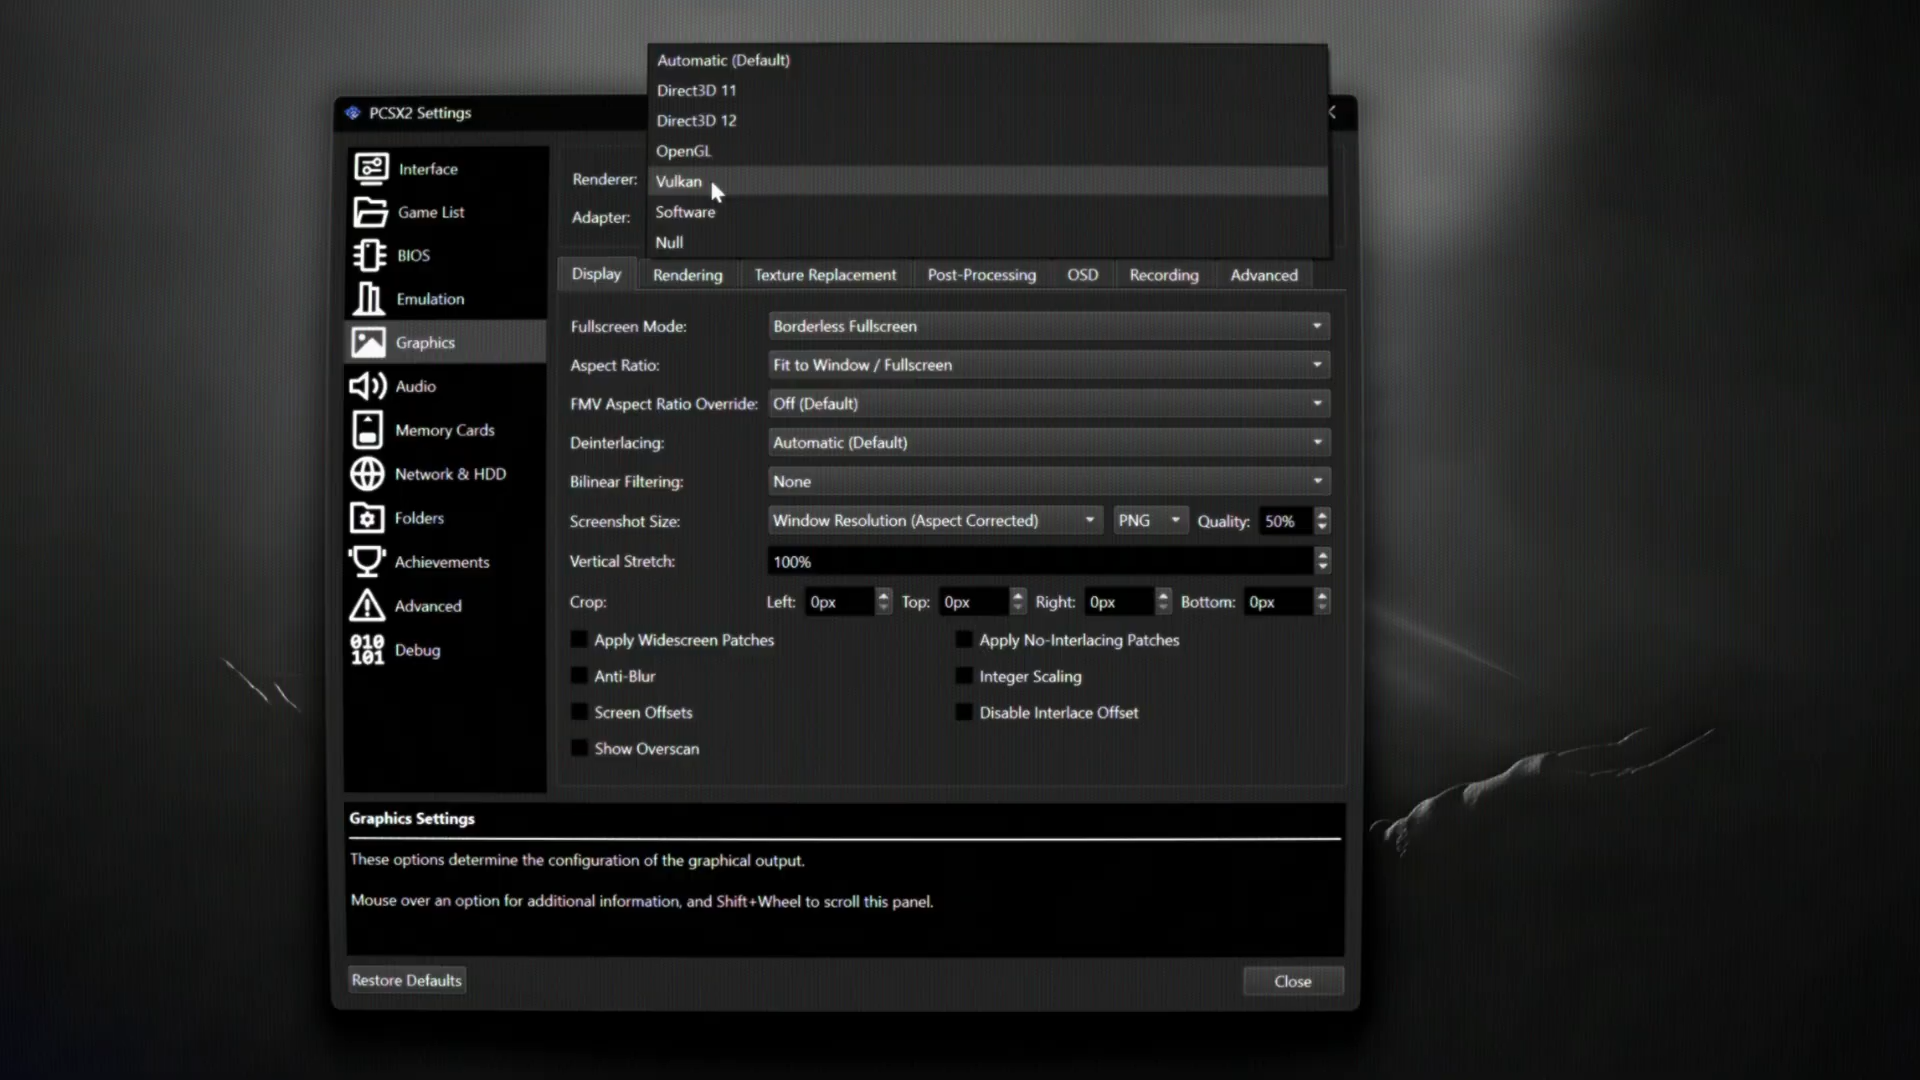 Automatic (Default)
Direct3D 11
Direct3D 12
OpenGL
Vulkan
Software
Null
PCSX2 Settings
Renderer:
Adapter:
Interface
Game List
BIOS
Emulation
Graphics
Audio
Memory Cards
Network & HDD
Folders
Achievements
Advanced
010
101 Debug
Display Rendering Texture Replacement Post-Processing OSD Recording Advanced
Fullscreen Mode: Borderless Fullscreen
Aspect Ratio: Fit to Window / Fullscreen
FMV Aspect Ratio Override: Off (Default)
Deinterlacing: Automatic (Default)
Bilinear Filtering: None
Screenshot Size: Window Resolution (Aspect Corrected) PNG Quality: 50%
Vertical Stretch: 100%
Crop: Left: 0px Top: 0px Right: 0px Bottom: 0px
Apply Widescreen Patches Apply No-Interlacing Patches
Anti-Blur Integer Scaling
Screen Offsets Disable Interlace Offset
Show Overscan
Graphics Settings
These options determine the configuration of the graphical output.
Mouse over an option for additional information, and Shift+Wheel to scroll this panel.
Restore Defaults Close